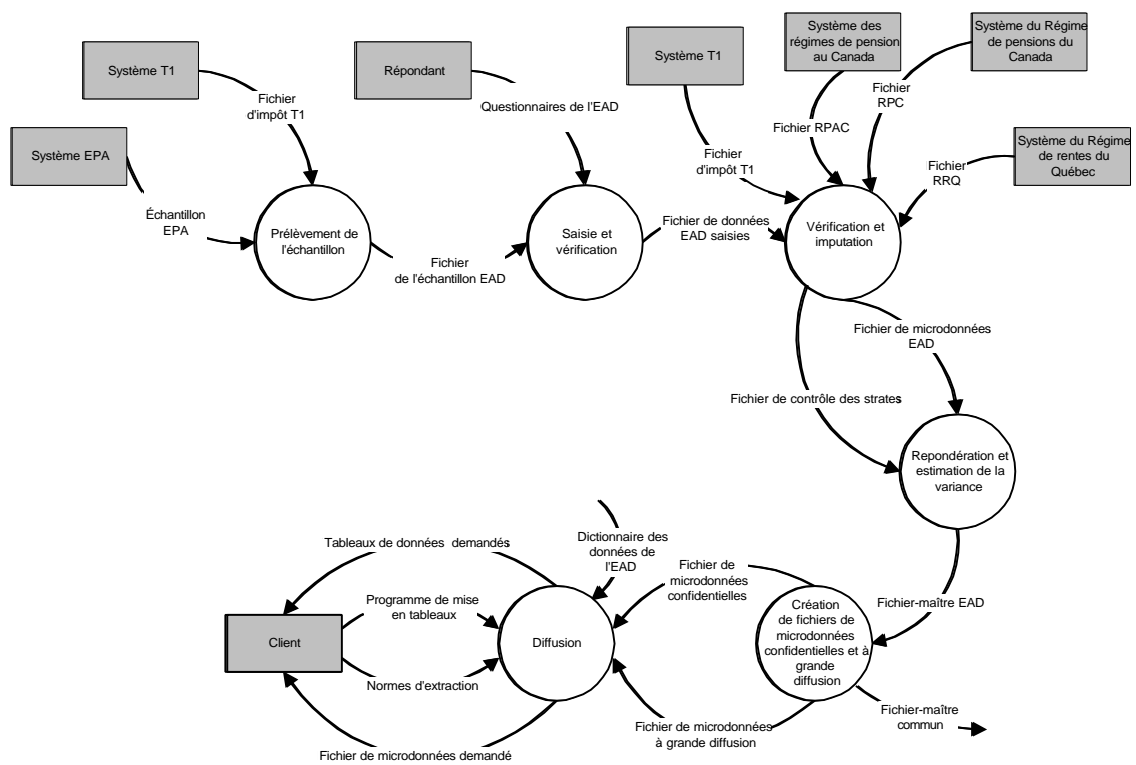 Système T1
Répondant
Système T1
Système des
régimes de pension
au Canada
Système du Régime
de pensions du
Canada
Fichier
d'impôt T1
Questionnaires de l'EAD
Fichier
RPC
Fichier RPAC
Système EPA
Fichier
d'impôt T1
Fichier
RRQ
Système du Régime
de rentes du
Québec
Échantillon
EPA
Prélèvement de
l'échantillon
Fichier
de l'échantillon EAD
Saisie et
vérification
Fichier de données
EAD saisies
Vérification et
imputation
Fichier de microdonnées
EAD
Fichier de contrôle des strates
Repondération et
estimation de la
variance
Tableaux de données demandés
Dictionnaire des
données de
l'EAD
Fichier de
microdonnées
confidentielles
Fichier-maître EAD
Programme de mise
en tableaux
Client
Diffusion
Création
de fichiers de
microdonnées
confidentielles et à
grande
diffusion
Normes d'extraction
Fichier-maître
commun
Fichier de microdonnées
à grande diffusion
Fichier de microdonnées demandé